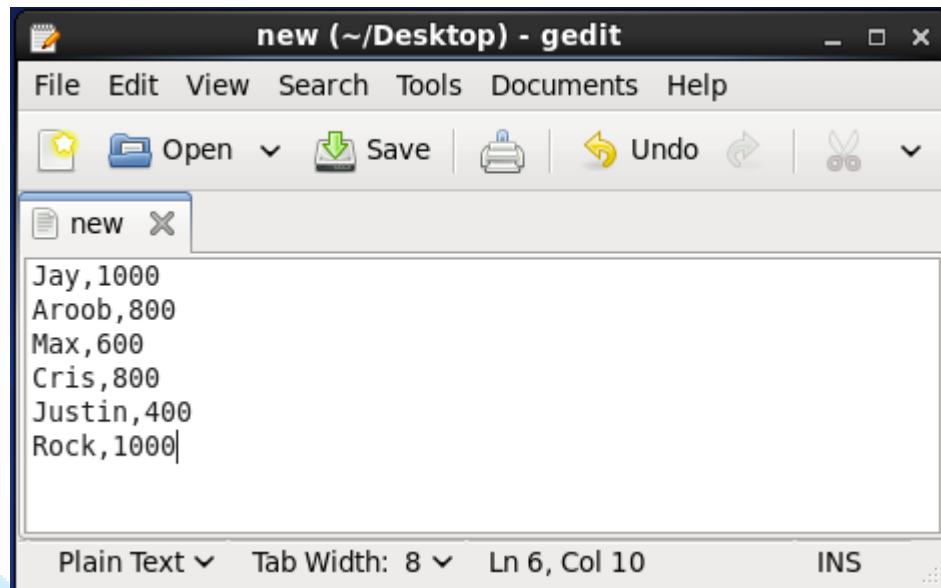 new (~/Desktop) - gedit
File Edit View Search Tools Documents Help
Open Save Undo
new
Jay,1000
Aroob,800
Max,600
Cris,800
Justin,400
Rock,1000
Plain Text Tab Width: 8 Ln 6, Col 10 INS